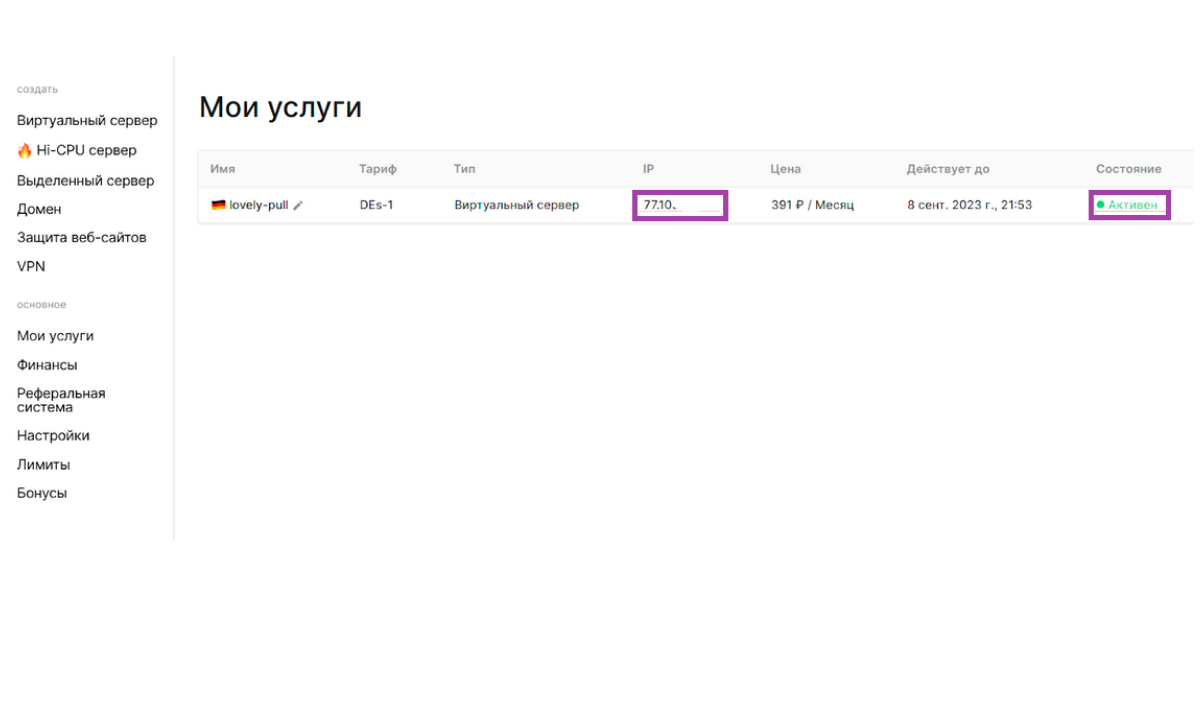 создать
Виртуальный сервер
Hi-CPU сервер
Выделенный сервер
Домен
Защита веб-сайтов
VPN
основное
Мои услуги
Финансы
Реферальная
система
Настройки
Лимиты
Бонусы
Мои услуги
Имя Тариф Тип IP Цена Действует до Состояние
lovely-pull DEs-1 Виртуальный сервер 77.10 391 ₽ / Месяц 8 сент. 2023 г., 21:53 Активен